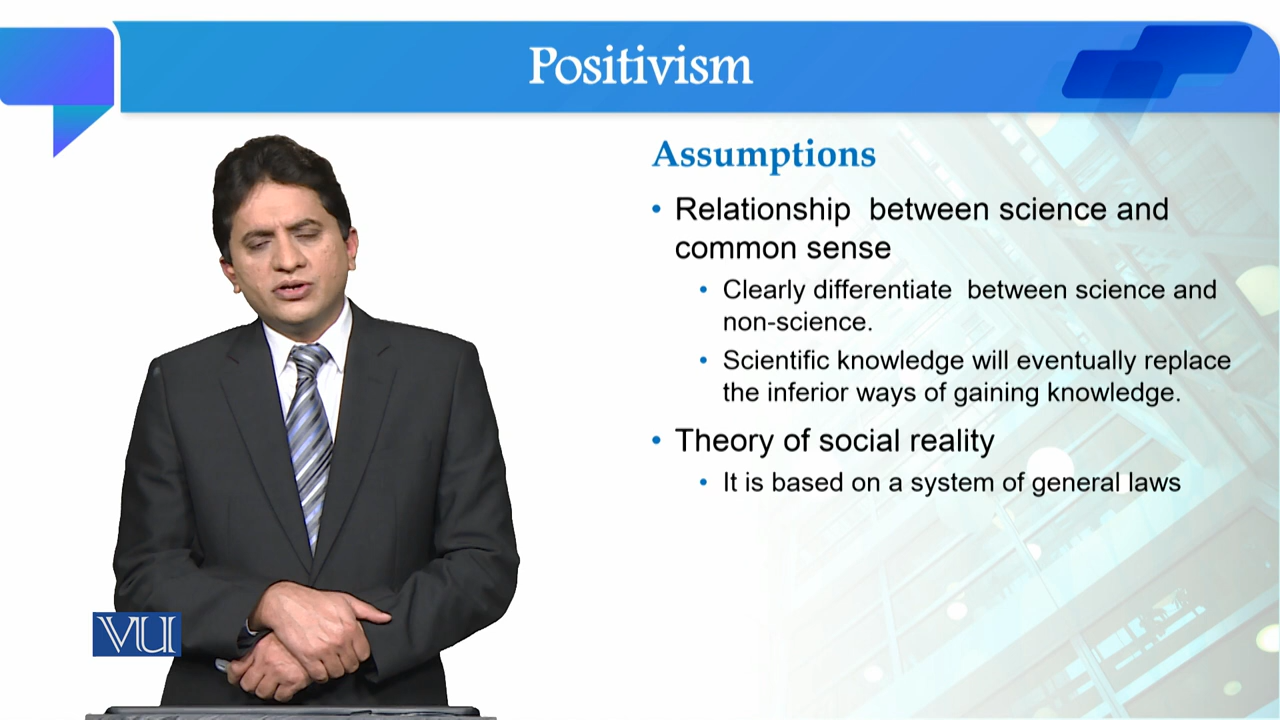 Positivism
Assumptions
• Relationship between science and
common sense
• Clearly differentiate between science and
non-science.
• Scientific knowledge will eventually replace
the inferior ways of gaining knowledge.
• Theory of social reality
• It is based on a system of general laws
VU